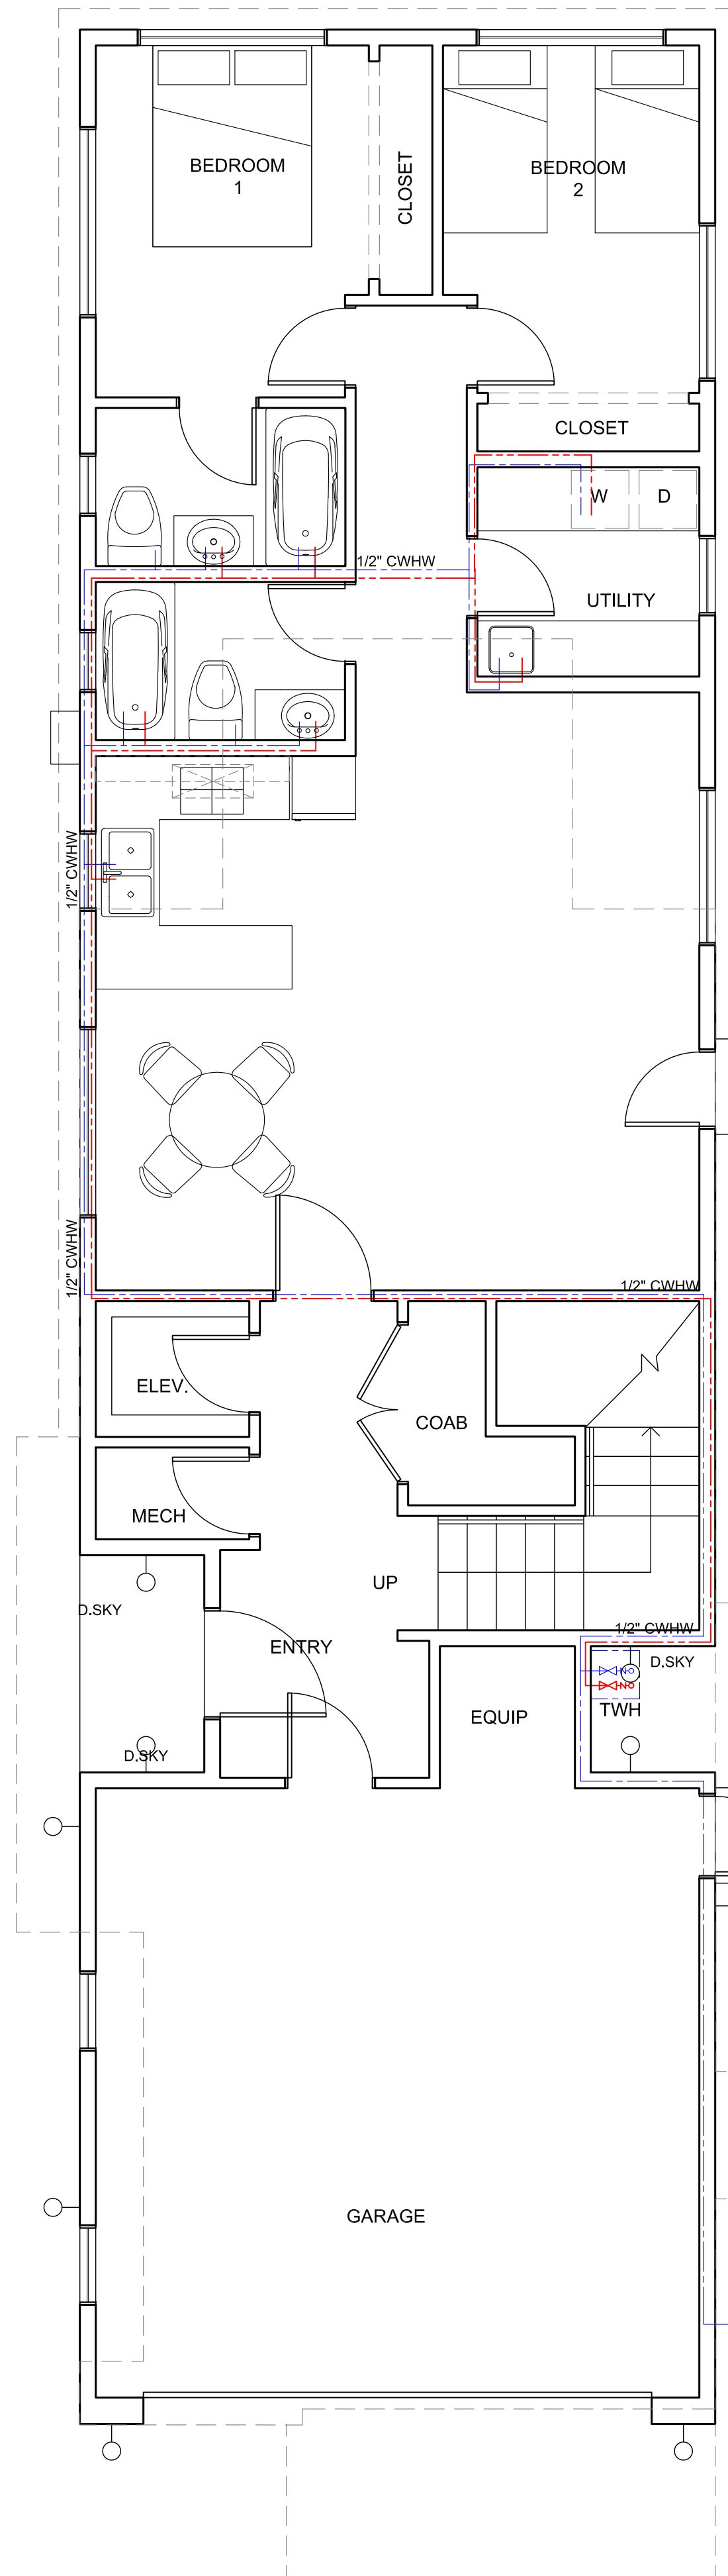 BEDROOM
1
CLOSET
BEDROOM
2
CLOSET
W
D
1/2" CWHW
UTILITY
1/2" CWHW
1/2" CWHW
1/2" CWHW
ELEV.
COAB
MECH
UP
D.SKY
ENTRY
1/2" CWHW
D.SKY
TWH
EQUIP
D.SKY
GARAGE